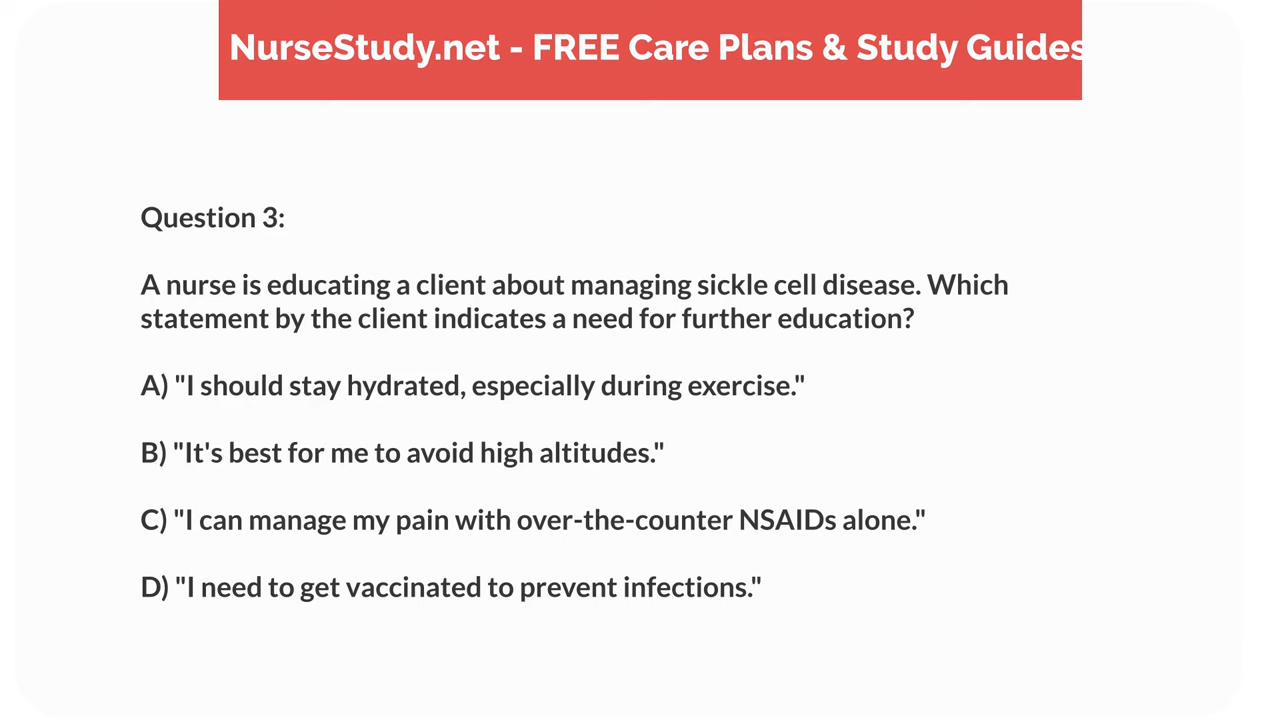 NurseStudy.net - FREE Care Plans & Study Guides
Question 3:
A nurse is educating a client about managing sickle cell disease. Which
statement by the client indicates a need for further education?
A) "I should stay hydrated, especially during exercise."
B) "It's best for me to avoid high altitudes."
C) "I can manage my pain with over-the-counter NSAIDs alone."
D) "I need to get vaccinated to prevent infections."